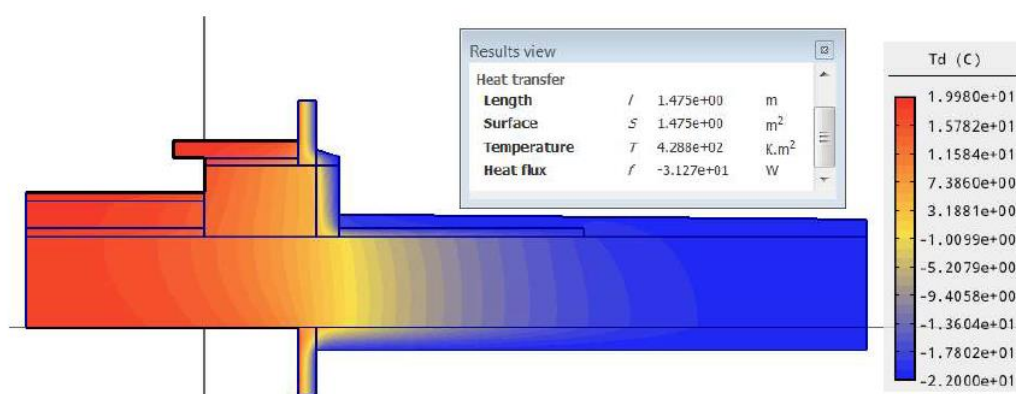 Results view
Heat transfer
Length l 1.475e+00 m
Surface S 1.475e+00 m²
Temperature T 4.288e+02 K.m²
Heat flux f -3.127e+01 W
Td (C)
1.9980e+01
1.5782e+01
1.1584e+01
7.3860e+00
3.1881e+00
-1.0099e+00
-5.2079e+00
-9.4058e+00
-1.3604e+01
-1.7802e+01
-2.2000e+01